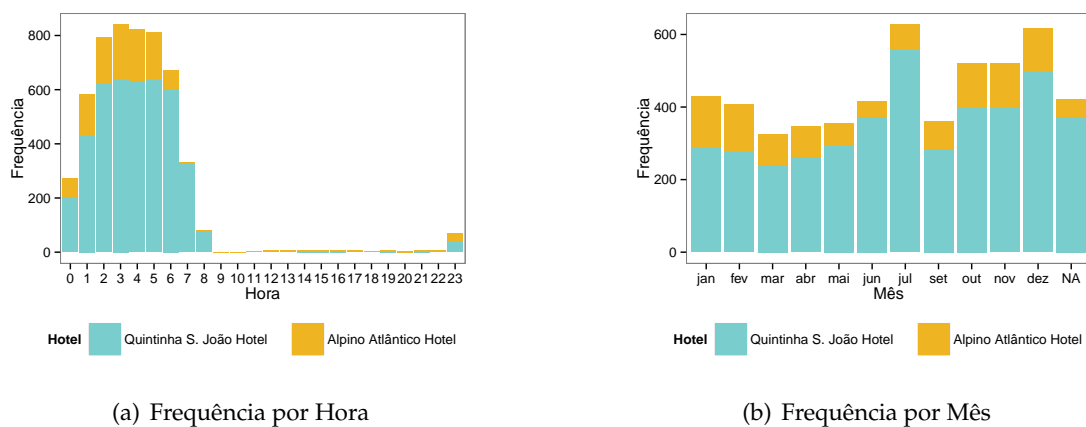 Frequência
800
600
400
200
0
0 1 2 3 4 5 6 7 8 9 10 11 12 13 14 15 16 17 18 19 20 21 22 23
Hora
Hotel Quintinha S. João Hotel Alpino Atlântico Hotel
(a) Frequência por Hora
Frequência
600
400
200
0
jan fev mar abr mai jun jul set out nov dez NA
Mês
Hotel Quintinha S. João Hotel Alpino Atlântico Hotel
(b) Frequência por Mês